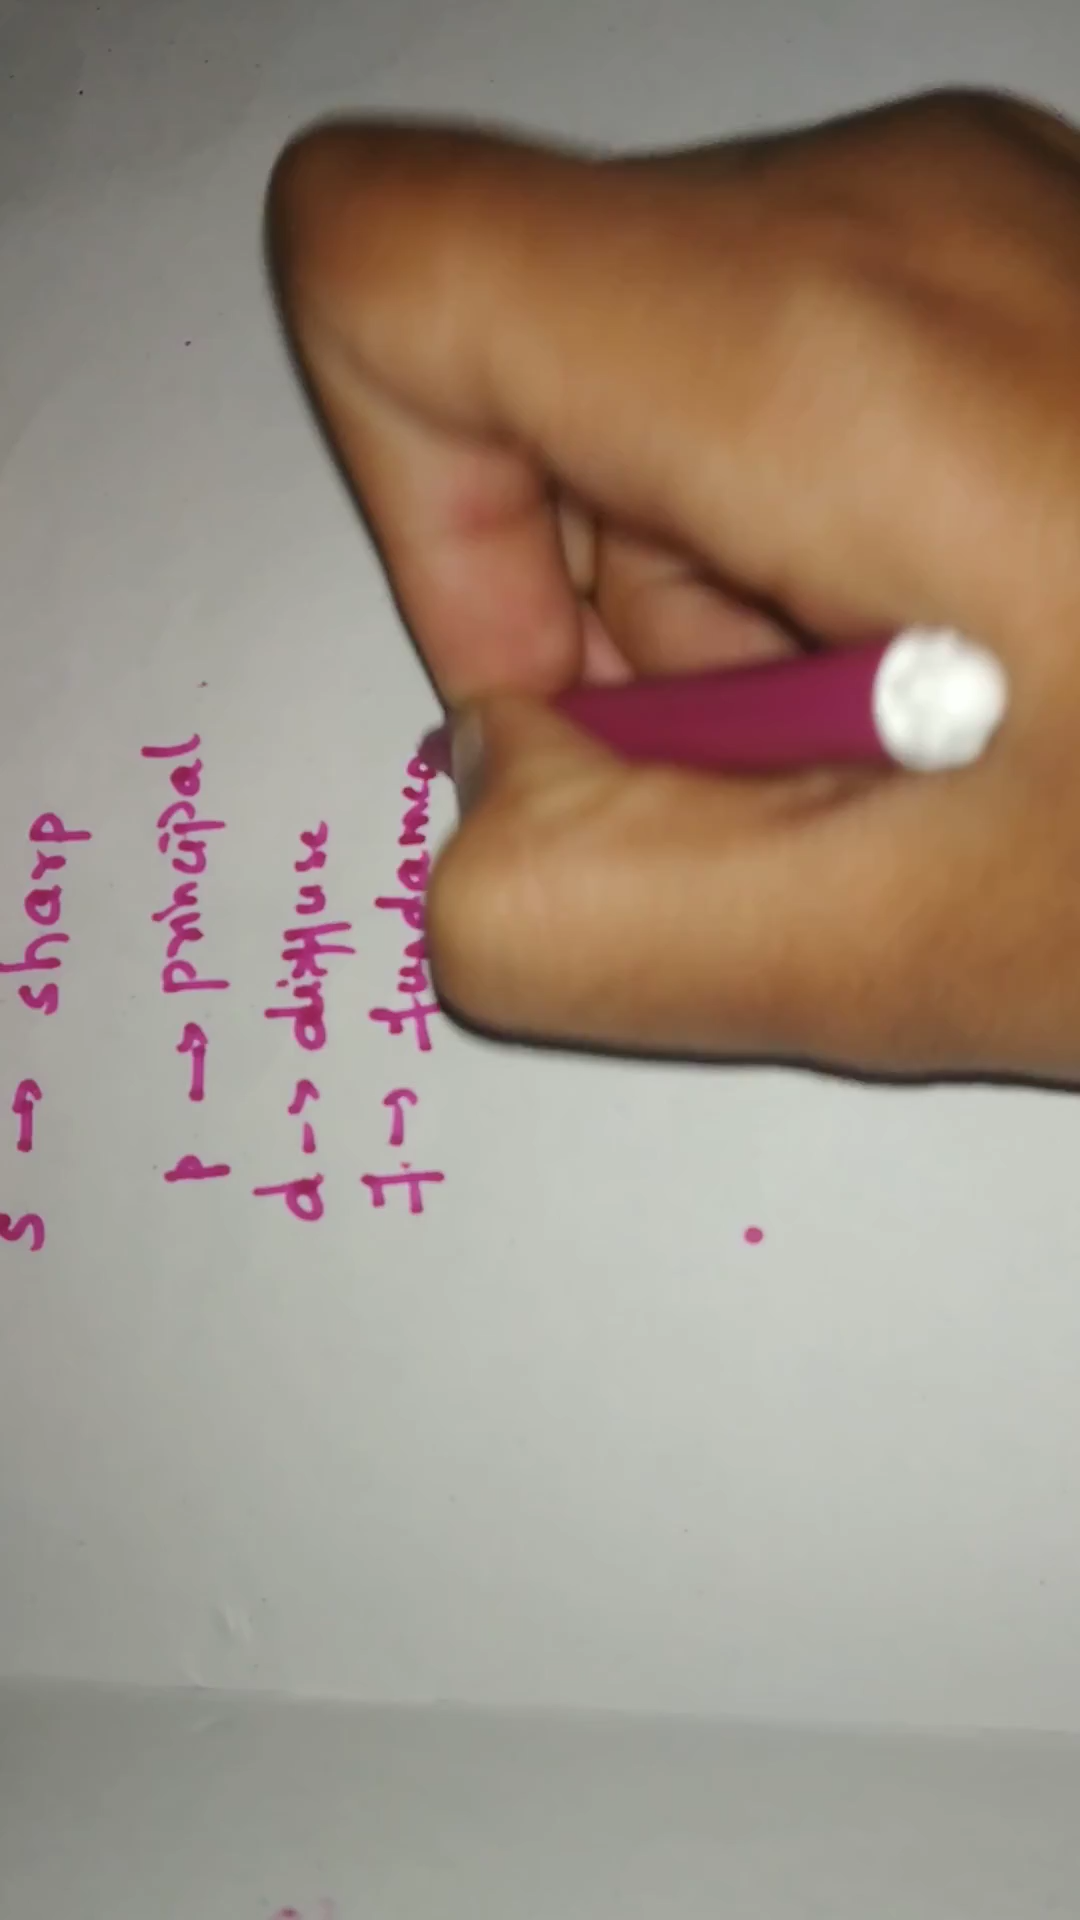 s → sharp
p → principal
d → diffuse
f → fundame